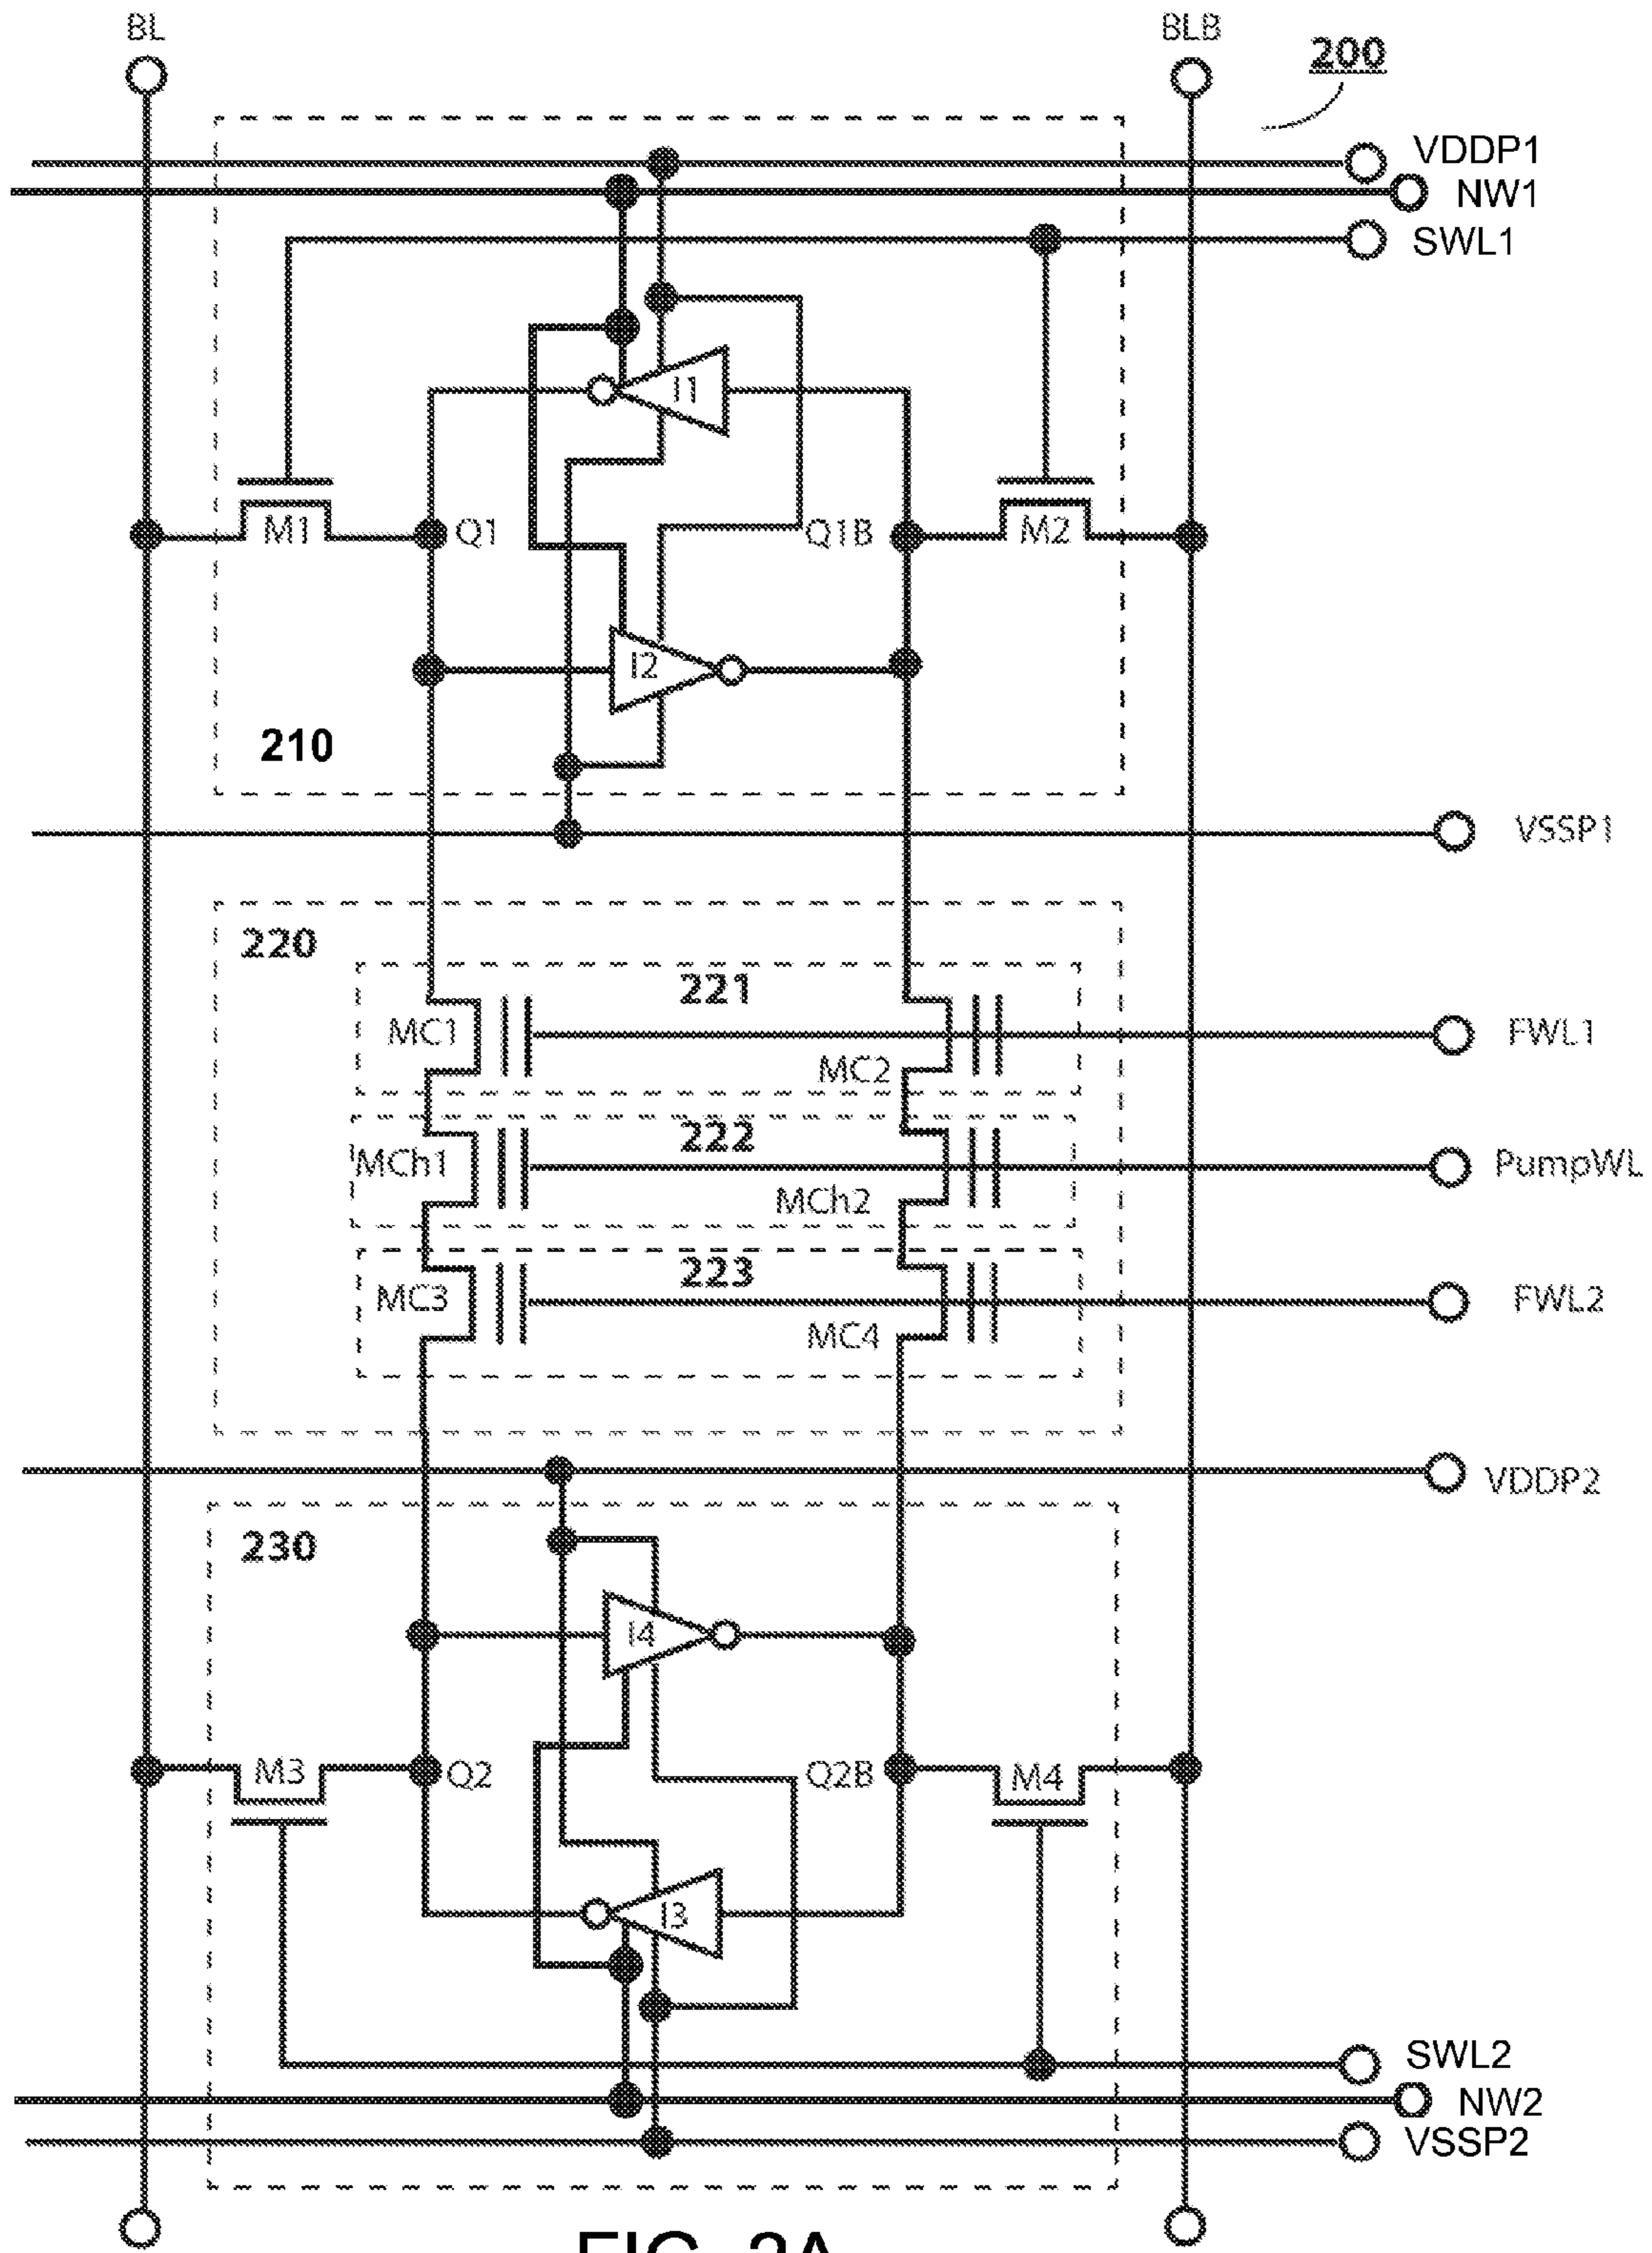 BL
BLB
200
VDDP1
NW1
SWL1
I1
M1
Q1
Q1B
M2
I2
210
VSSP1
220
221
MC1
FWL1
MC2
222
MCh1
PumpWL
MCh2
223
MC3
FWL2
MC4
VDDP2
230
I4
M3
Q2
Q2B
M4
I3
SWL2
NW2
VSSP2
FIG. 2A